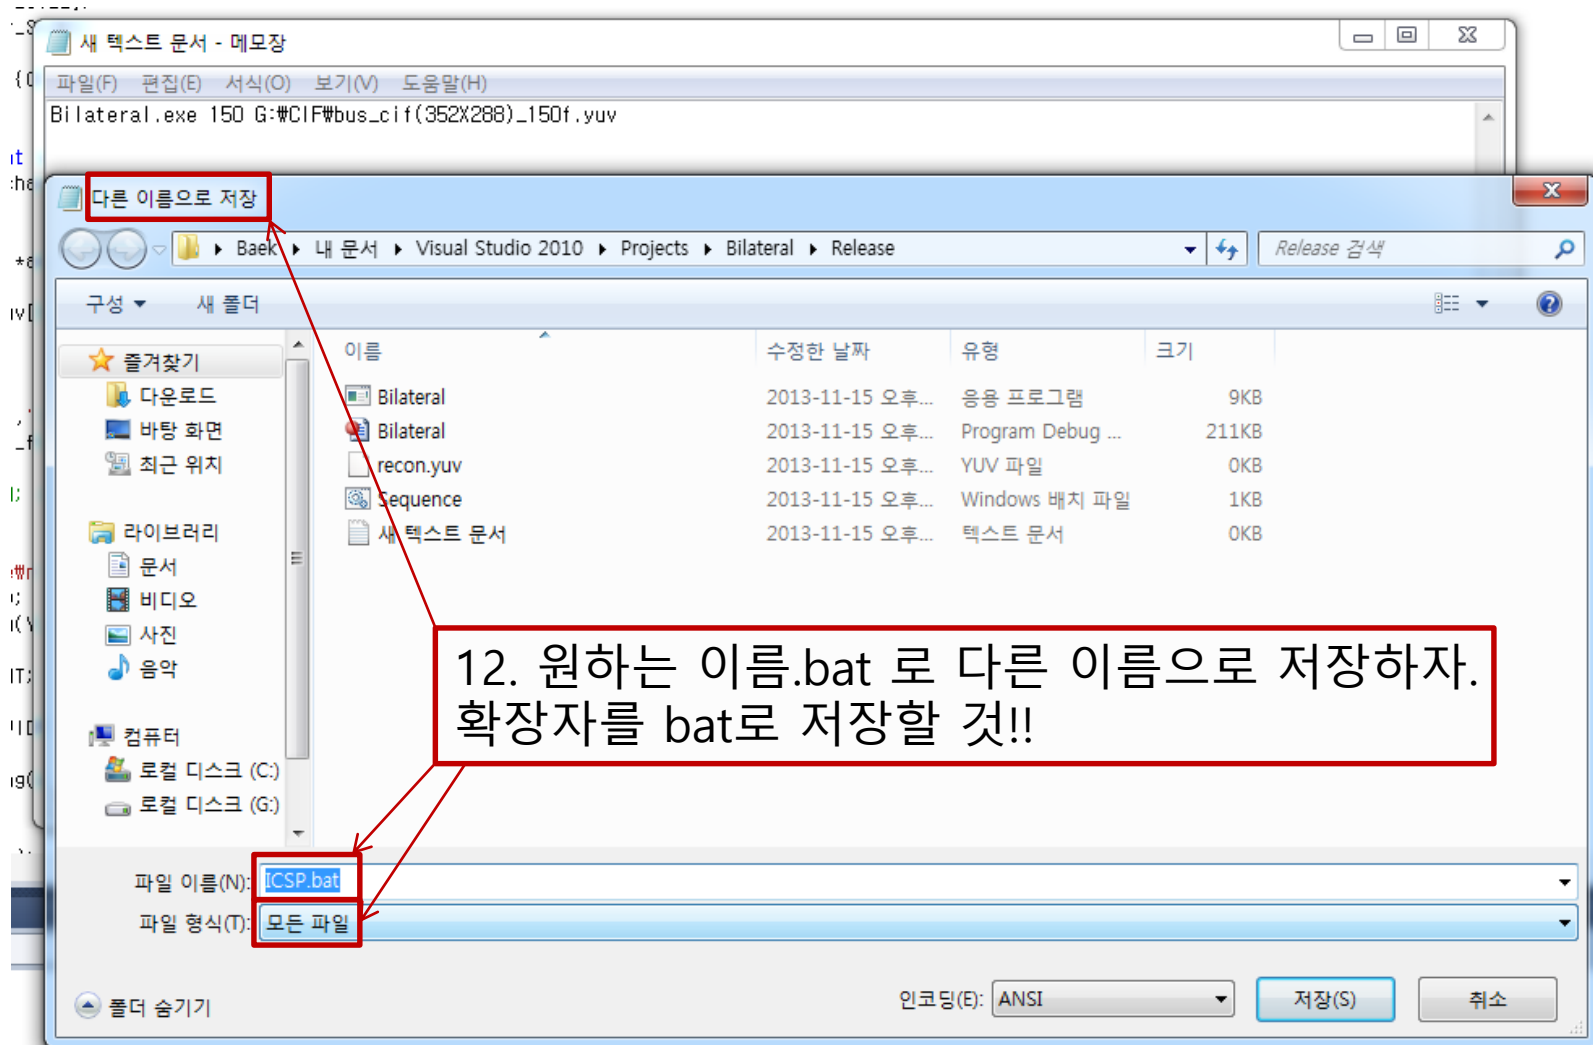 새 텍스트 문서 - 메모장
파일(F) 편집(E) 서식(O) 보기(V) 도움말(H)
Bilateral.exe 150 G:₩CIF₩bus_cif(352X288)_150f.yuv
다른 이름으로 저장
Baek 내 문서 Visual Studio 2010 Projects Bilateral Release
Release 검색
구성 새 폴더
이름 수정한 날짜 유형 크기
즐겨찾기
다운로드
바탕 화면
최근 위치
라이브러리
문서
비디오
사진
음악
컴퓨터
로컬 디스크 (C:)
로컬 디스크 (G:)
Bilateral 2013-11-15 오후... 응용 프로그램 9KB
Bilateral 2013-11-15 오후... Program Debug ... 211KB
recon.yuv 2013-11-15 오후... YUV 파일 0KB
Sequence 2013-11-15 오후... Windows 배치 파일 1KB
새 텍스트 문서 2013-11-15 오후... 텍스트 문서 0KB
12. 원하는 이름.bat 로 다른 이름으로 저장하자.
확장자를 bat로 저장할 것!!
파일 이름(N): ICSP.bat
파일 형식(T): 모든 파일
폴더 숨기기
인코딩(E): ANSI
저장(S)
취소